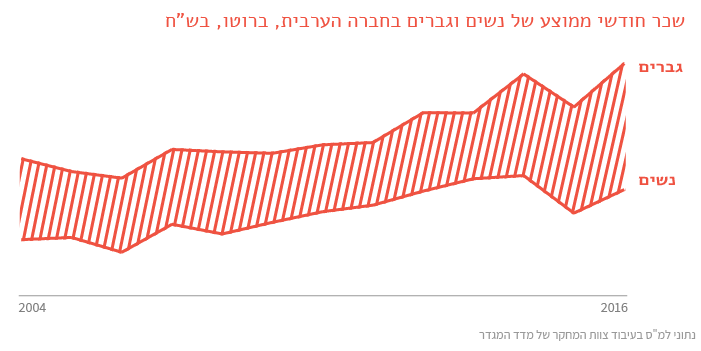 שכר חודשי ממוצע של נשים וגברים בחברה הערבית, ברוטו, בש״ח
גברים
נשים
2004
2016
נתוני למ"ס בעיבוד צוות המחקר של מדד המגדר